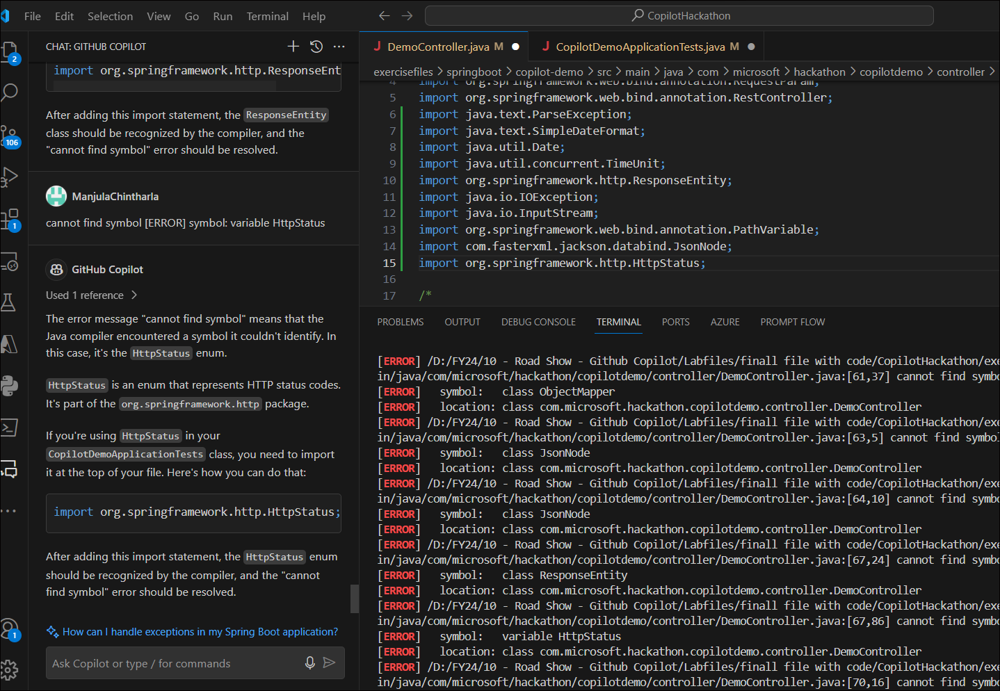 File Edit Selection View Go Run Terminal Help
CopilotHackathon
CHAT: GITHUB COPILOT
import org.springframework.http.ResponseEnt
After adding this import statement, the ResponseEntity
class should be recognized by the compiler, and the
"cannot find symbol" error should be resolved.
ManjulaChintharla
cannot find symbol [ERROR] symbol: variable HttpStatus
GitHub Copilot
Used 1 reference
The error message "cannot find symbol" means that the
Java compiler encountered a symbol it couldn't identify. In
this case, it's the HttpStatus enum.
HttpStatus is an enum that represents HTTP status codes.
It's part of the org.springframework.http package.
If you're using HttpStatus in your
CopilotDemoApplicationTests class, you need to import
it at the top of your file. Here's how you can do that:
import org.springframework.http.HttpStatus;
After adding this import statement, the HttpStatus enum
should be recognized by the compiler, and the "cannot
find symbol" error should be resolved.
How can I handle exceptions in my Spring Boot application?
Ask Copilot or type / for commands
2
106
1
1
J DemoController.java M
J CopilotDemoApplicationTests.java M
exercisefiles > springboot > copilot-demo > src > main > java > com > microsoft > hackathon > copilotdemo > controller >
4 import org.springframework.web.bind.annotation.RequestParam;
5 import org.springframework.web.bind.annotation.RestController;
6 import java.text.ParseException;
7 import java.text.SimpleDateFormat;
8 import java.util.Date;
9 import java.util.concurrent.TimeUnit;
10 import org.springframework.http.ResponseEntity;
11 import java.io.IOException;
12 import java.io.InputStream;
13 import org.springframework.web.bind.annotation.PathVariable;
14 import com.fasterxml.jackson.databind.JsonNode;
15 import org.springframework.http.HttpStatus;
16
17 /*
PROBLEMS OUTPUT DEBUG CONSOLE TERMINAL PORTS AZURE PROMPT FLOW
[ERROR] /D:/FY24/10 - Road Show - Github Copilot/Labfiles/finall file with code/CopilotHackathon/exe
in/java/com/microsoft/hackathon/copilotdemo/controller/DemoController.java:[61,37] cannot find symbo
[ERROR] symbol: class ObjectMapper
[ERROR] location: class com.microsoft.hackathon.copilotdemo.controller.DemoController
[ERROR] /D:/FY24/10 - Road Show - Github Copilot/Labfiles/finall file with code/CopilotHackathon/exe
in/java/com/microsoft/hackathon/copilotdemo/controller/DemoController.java:[63,5] cannot find symbol
[ERROR] symbol: class JsonNode
[ERROR] location: class com.microsoft.hackathon.copilotdemo.controller.DemoController
[ERROR] /D:/FY24/10 - Road Show - Github Copilot/Labfiles/finall file with code/CopilotHackathon/exe
in/java/com/microsoft/hackathon/copilotdemo/controller/DemoController.java:[64,10] cannot find symbo
[ERROR] symbol: class JsonNode
[ERROR] location: class com.microsoft.hackathon.copilotdemo.controller.DemoController
[ERROR] /D:/FY24/10 - Road Show - Github Copilot/Labfiles/finall file with code/CopilotHackathon/exe
in/java/com/microsoft/hackathon/copilotdemo/controller/DemoController.java:[67,24] cannot find symbo
[ERROR] symbol: class ResponseEntity
[ERROR] location: class com.microsoft.hackathon.copilotdemo.controller.DemoController
[ERROR] /D:/FY24/10 - Road Show - Github Copilot/Labfiles/finall file with code/CopilotHackathon/exe
in/java/com/microsoft/hackathon/copilotdemo/controller/DemoController.java:[67,86] cannot find symbo
[ERROR] symbol: variable HttpStatus
[ERROR] location: class com.microsoft.hackathon.copilotdemo.controller.DemoController
[ERROR] /D:/FY24/10 - Road Show - Github Copilot/Labfiles/finall file with code/CopilotHackathon/exe
in/java/com/microsoft/hackathon/copilotdemo/controller/DemoController.java:[70,16] cannot find symbo